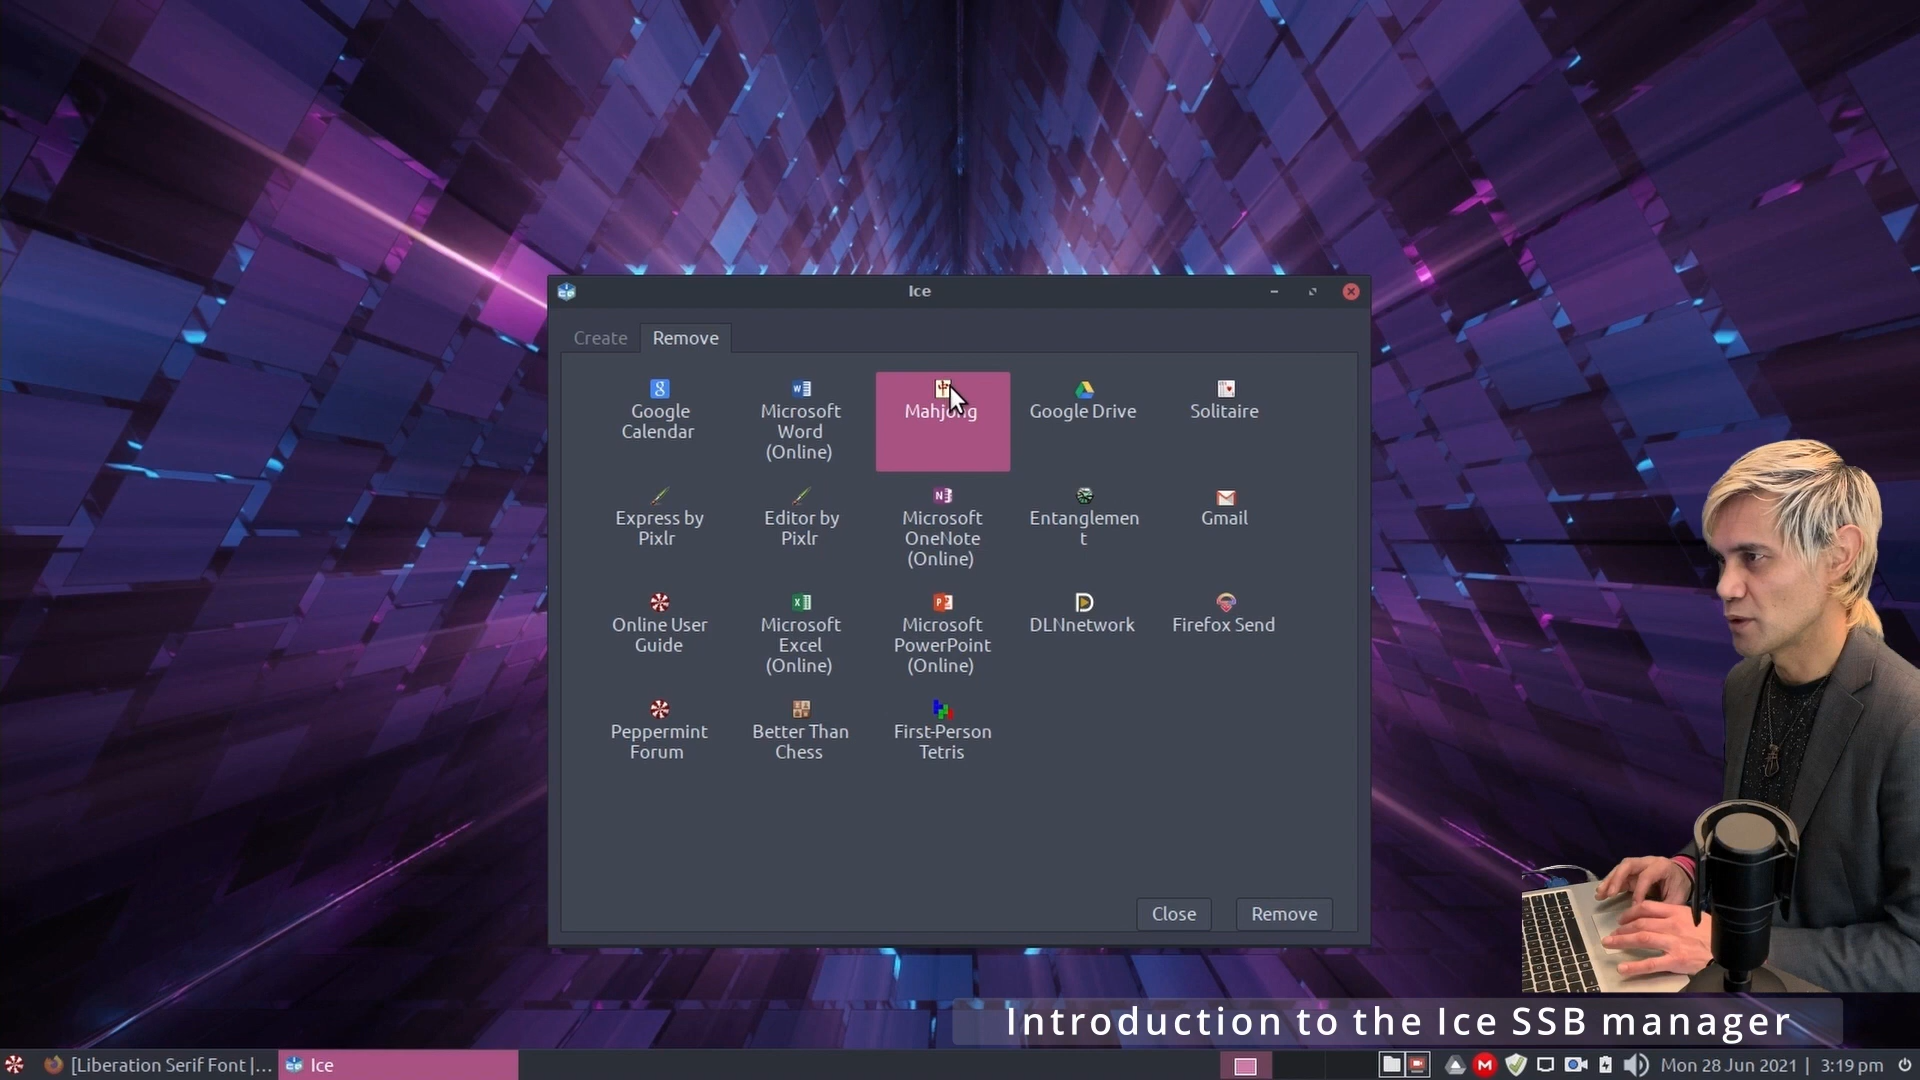 Ice
Create Remove
Google
Calendar
Microsoft
Word
(Online)
Mahjong
Google Drive
Solitaire
Express by
Pixlr
Editor by
Pixlr
Microsoft
OneNote
(Online)
Entanglemen
t
Gmail
Online User
Guide
Microsoft
Excel
(Online)
Microsoft
PowerPoint
(Online)
DLNnetwork
Firefox Send
Peppermint
Forum
Better Than
Chess
First-Person
Tetris
Close Remove
Introduction to the Ice SSB manager
[Liberation Serif Font |... Ice Mon 28 Jun 2021 | 3:19 pm